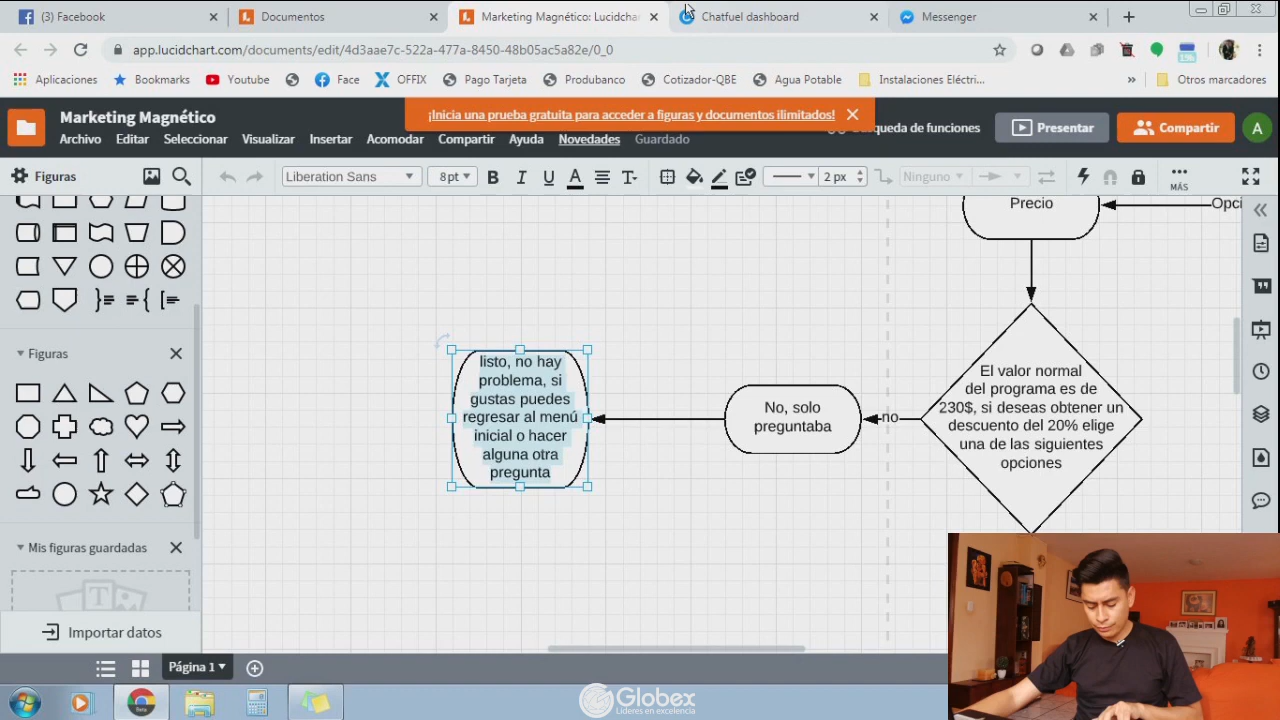 (3) Facebook
Documentos
Marketing Magnético: Lucidchar
Chatfuel dashboard
Messenger
app.lucidchart.com/documents/edit/4d3aae7c-522a-477a-8450-48b05ac5a82e/0_0
Aplicaciones
Bookmarks
Youtube
Face
OFFIX
Pago Tarjeta
Produbanco
Cotizador-QBE
Agua Potable
Instalaciones Eléctri...
»
Otros marcadores
Marketing Magnético
¡Inicia una prueba gratuita para acceder a figuras y documentos ilimitados!
squeda de funciones
Presentar
Compartir
A
Archivo
Editar
Seleccionar
Visualizar
Insertar
Acomodar
Compartir
Ayuda
Novedades
Guardado
Figuras
Liberation Sans
8pt
B
I
U
A
T
2 px
Ninguno
MÁS
Precio
Opci
Figuras
listo, no hay
problema, si
gustas puedes
regresar al menú
inicial o hacer
alguna otra
pregunta
No, solo
preguntaba
no
El valor normal
del programa es de
230$, si deseas obtener un
descuento del 20% elige
una de las siguientes
opciones
Mis figuras guardadas
T
Importar datos
Página 1
Globex
Líderes en excelencia